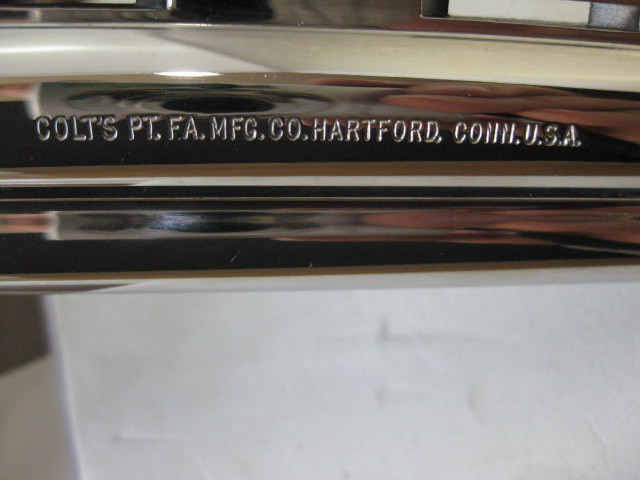 COLT'S PT. F.A. MFG. CO. HARTFORD, CONN. U.S.A.